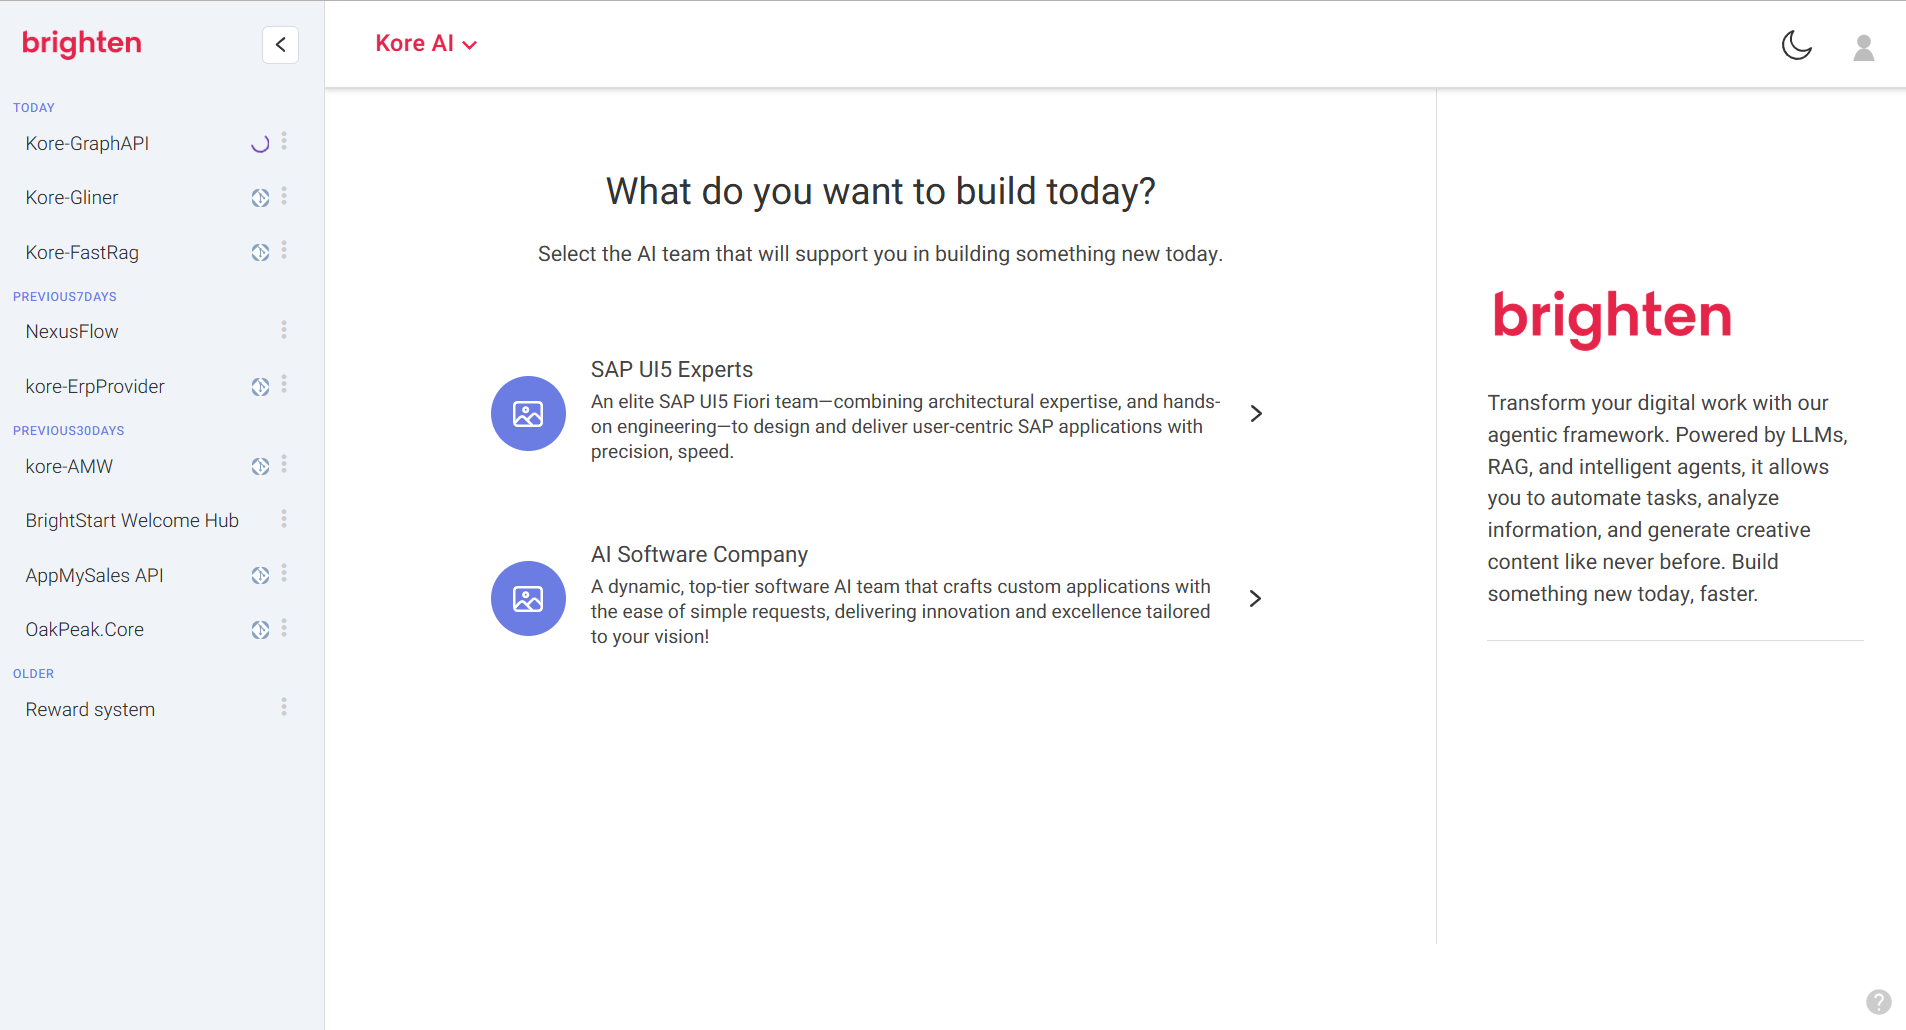 brighten
TODAY
Kore-GraphAPI
Kore-Gliner
Kore-FastRag
PREVIOUS7DAYS
NexusFlow
kore-ErpProvider
PREVIOUS30DAYS
kore-AMW
BrightStart Welcome Hub
AppMySales API
OakPeak.Core
OLDER
Reward system
Kore AI
What do you want to build today?
Select the AI team that will support you in building something new today.
SAP UI5 Experts
An elite SAP UI5 Fiori team—combining architectural expertise, and hands-
on engineering—to design and deliver user-centric SAP applications with
precision, speed.
AI Software Company
A dynamic, top-tier software AI team that crafts custom applications with
the ease of simple requests, delivering innovation and excellence tailored
to your vision!
brighten
Transform your digital work with our
agentic framework. Powered by LLMs,
RAG, and intelligent agents, it allows
you to automate tasks, analyze
information, and generate creative
content like never before. Build
something new today, faster.
?